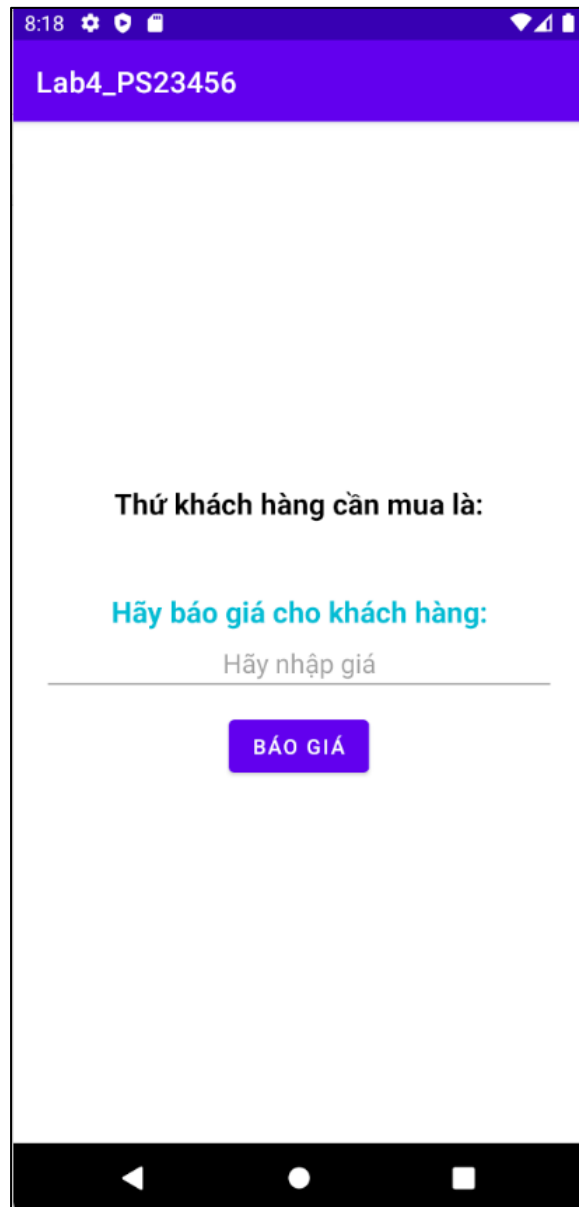 8:18
Lab4_PS23456
Thứ khách hàng cần mua là:
Hãy báo giá cho khách hàng:
Hãy nhập giá
BÁO GIÁ